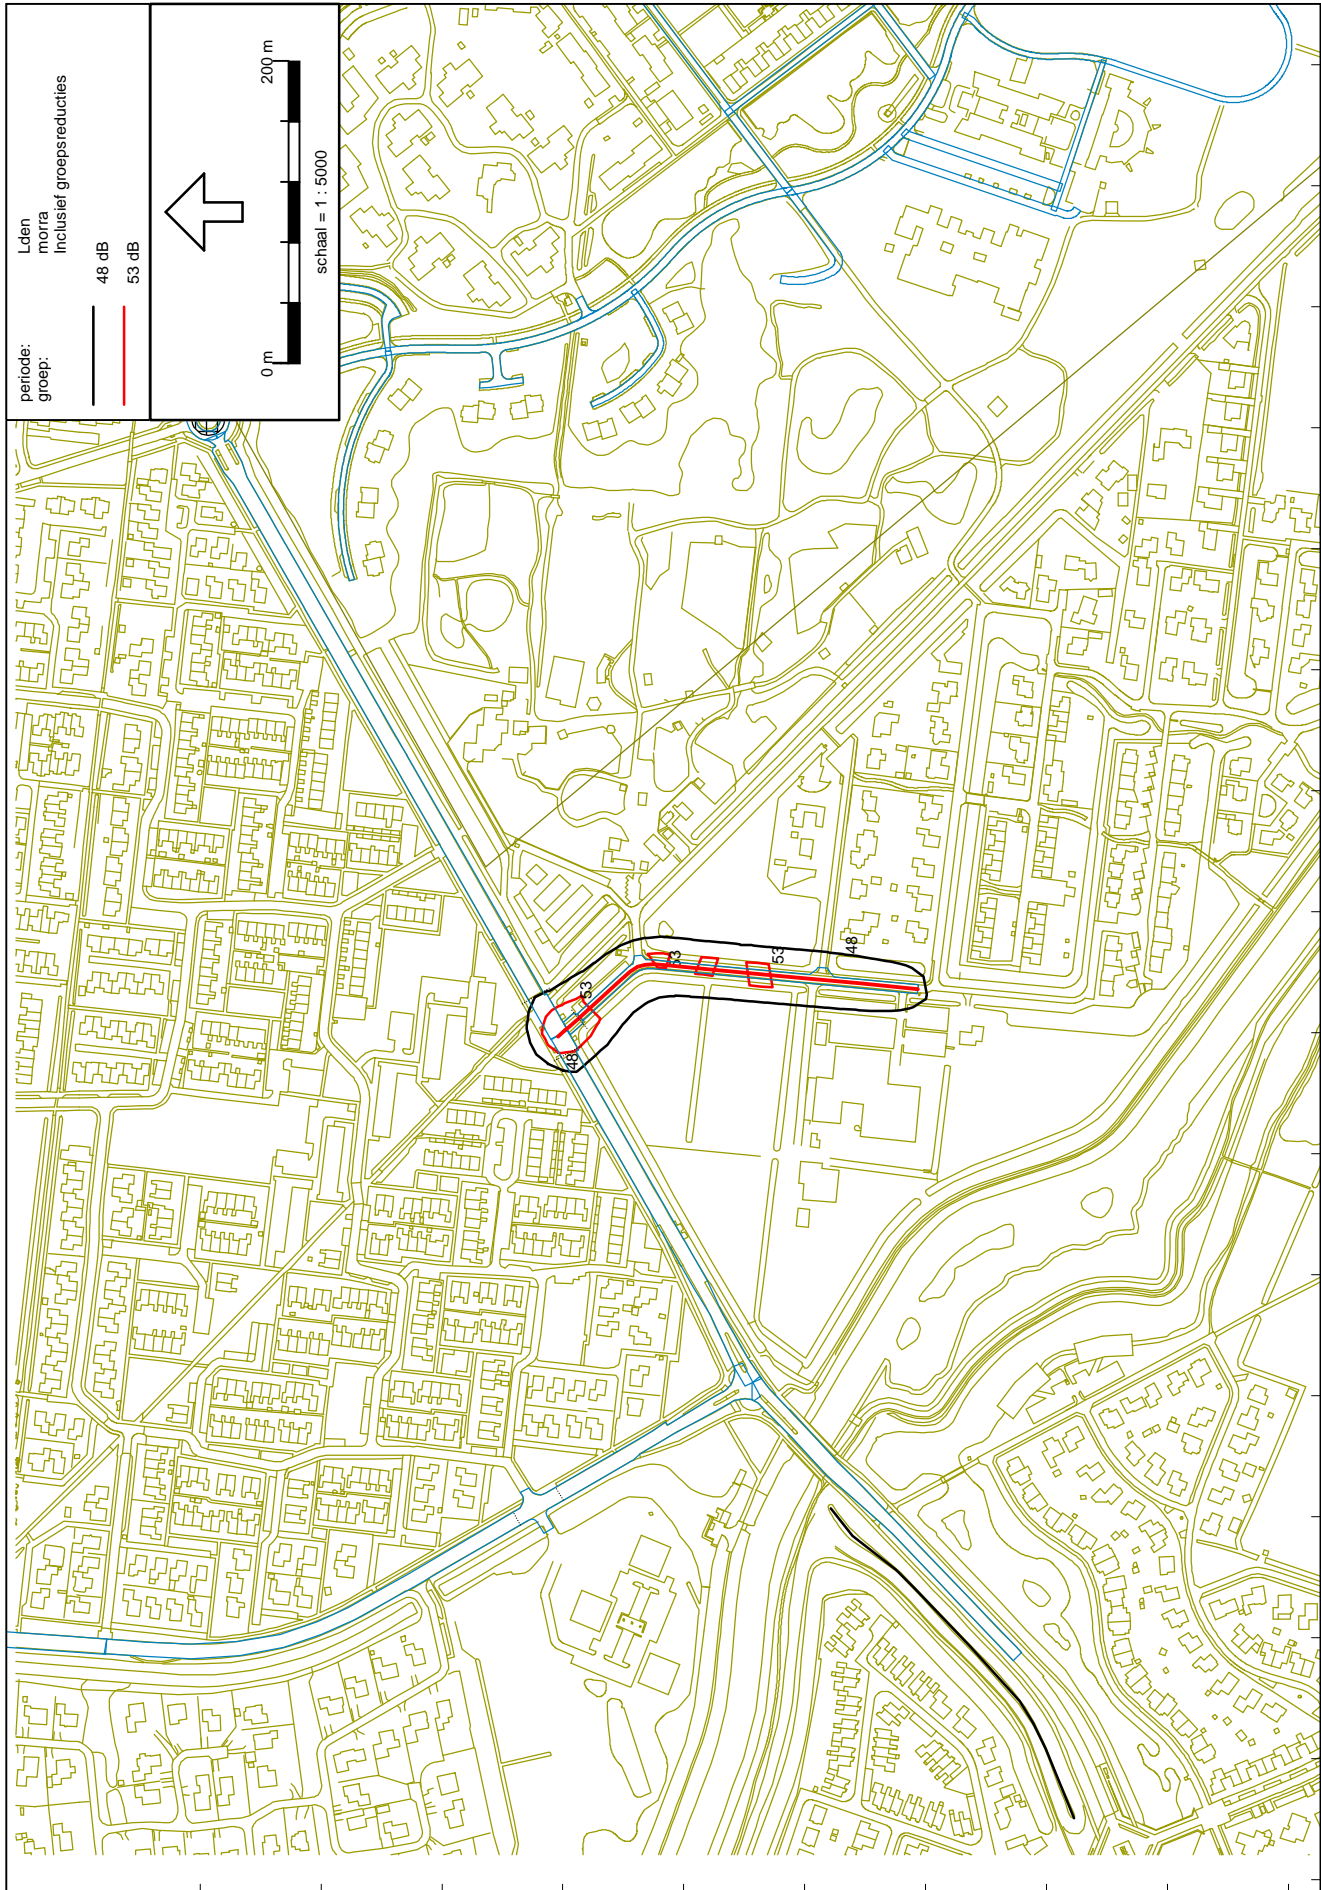 periode: Lden
groep: morra
Inclusief groepsreducties
48 dB
53 dB
0 m 200 m
schaal = 1 : 5000
48
53
53
53
48